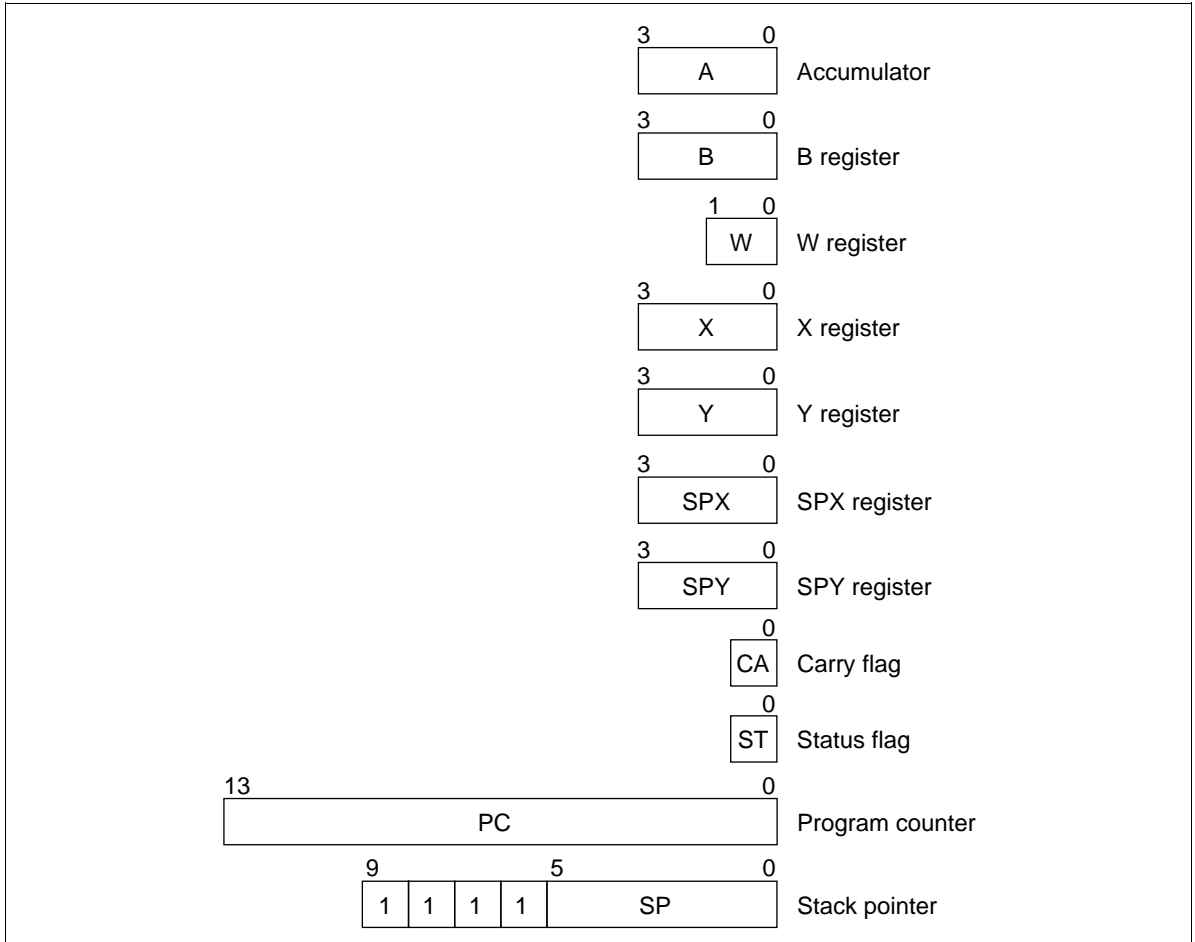 3 0
A Accumulator
3 0
B B register
1 0
W W register
3 0
X X register
3 0
Y Y register
3 0
SPX SPX register
3 0
SPY SPY register
0
CA Carry flag
0
ST Status flag
13 0
PC Program counter
9 5 0
1 1 1 1 SP Stack pointer